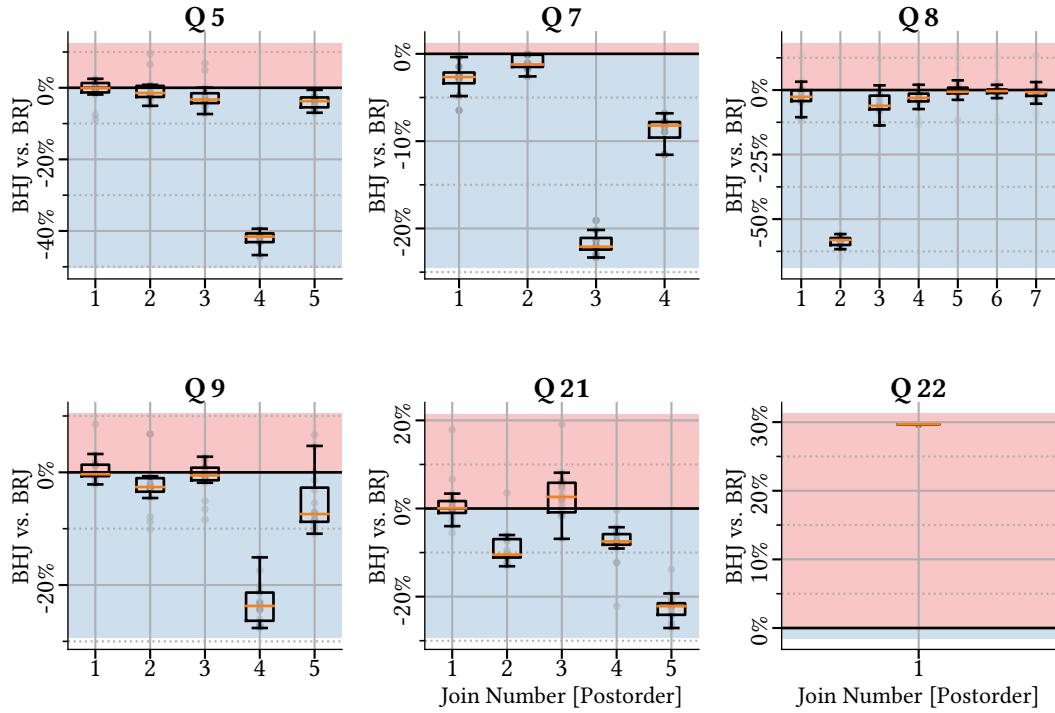 Q 5
BHJ vs. BRJ
0%
-20%
-40%
1 2 3 4 5
Q 7
BHJ vs. BRJ
0%
-10%
-20%
1 2 3 4
Q 8
BHJ vs. BRJ
0%
-25%
-50%
1 2 3 4 5 6 7
Q 9
BHJ vs. BRJ
0%
-20%
1 2 3 4 5
Q 21
BHJ vs. BRJ
20%
0%
-20%
1 2 3 4 5
Join Number [Postorder]
Q 22
BHJ vs. BRJ
30%
20%
10%
0%
1
Join Number [Postorder]